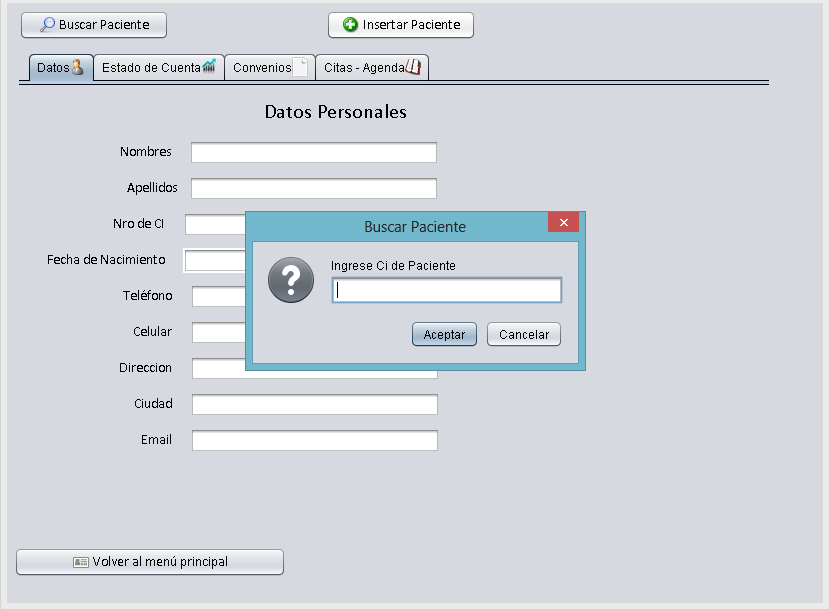 Buscar Paciente
Insertar Paciente
Datos
Estado de Cuenta
Convenios
Citas - Agenda
Datos Personales
Nombres
Apellidos
Nro de CI
Fecha de Nacimiento
Teléfono
Celular
Direccion
Ciudad
Email
Buscar Paciente
Ingrese Ci de Paciente
Aceptar
Cancelar
Volver al menú principal